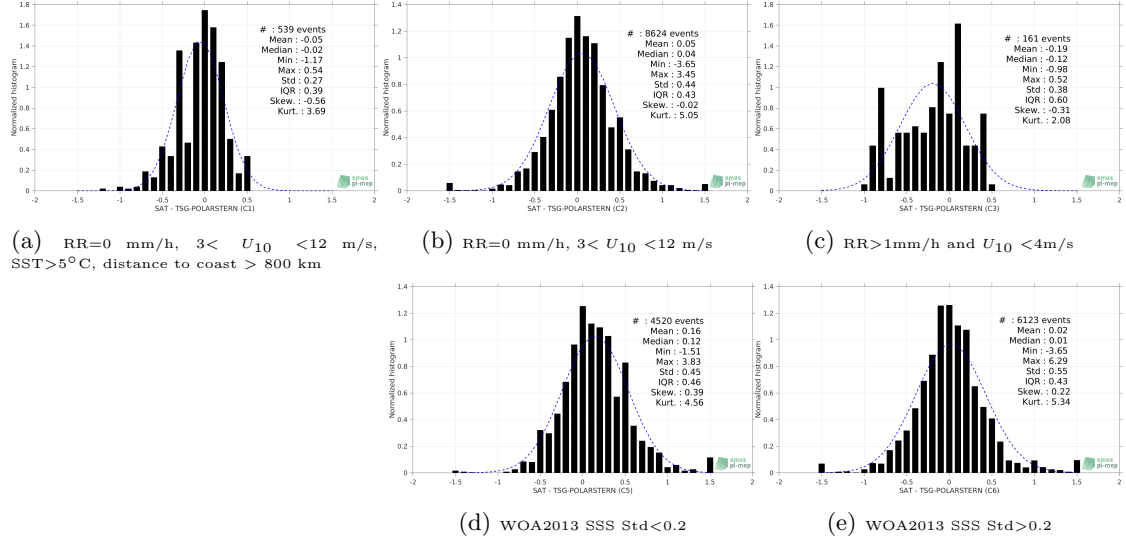 1.8
1.6
1.4
1.2
1
0.8
0.6
0.4
0.2
0
Normalized histogram
# : 539 events
Mean : -0.05
Median : -0.02
Min : -1.17
Max : 0.54
Std : 0.27
IQR : 0.39
Skew. : -0.56
Kurt. : 3.69
smos
pi-mep
-2 -1.5 -1 -0.5 0 0.5 1 1.5 2
SAT - TSG-POLARSTERN (C1)
(a) RR=0 mm/h, 3< U10 <12 m/s,
SST>5°C, distance to coast > 800 km
1.4
1.2
1
0.8
0.6
0.4
0.2
0
Normalized histogram
# : 8624 events
Mean : 0.05
Median : 0.04
Min : -3.65
Max : 3.45
Std : 0.44
IQR : 0.43
Skew. : -0.02
Kurt. : 5.05
smos
pi-mep
-2 -1.5 -1 -0.5 0 0.5 1 1.5 2
SAT - TSG-POLARSTERN (C2)
(b) RR=0 mm/h, 3< U10 <12 m/s
1.8
1.6
1.4
1.2
1
0.8
0.6
0.4
0.2
0
Normalized histogram
# : 161 events
Mean : -0.19
Median : -0.12
Min : -0.98
Max : 0.52
Std : 0.38
IQR : 0.60
Skew. : -0.31
Kurt. : 2.08
smos
pi-mep
-2 -1.5 -1 -0.5 0 0.5 1 1.5 2
SAT - TSG-POLARSTERN (C3)
(c) RR>1mm/h and U10 <4m/s
1.4
1.2
1
0.8
0.6
0.4
0.2
0
Normalized histogram
# : 4520 events
Mean : 0.16
Median : 0.12
Min : -1.51
Max : 3.83
Std : 0.45
IQR : 0.46
Skew. : 0.39
Kurt. : 4.56
smos
pi-mep
-2 -1.5 -1 -0.5 0 0.5 1 1.5 2
SAT - TSG-POLARSTERN (C5)
(d) WOA2013 SSS Std<0.2
1.4
1.2
1
0.8
0.6
0.4
0.2
0
Normalized histogram
# : 6123 events
Mean : 0.02
Median : 0.01
Min : -3.65
Max : 6.29
Std : 0.55
IQR : 0.43
Skew. : 0.22
Kurt. : 5.34
smos
pi-mep
-2 -1.5 -1 -0.5 0 0.5 1 1.5 2
SAT - TSG-POLARSTERN (C6)
(e) WOA2013 SSS Std>0.2